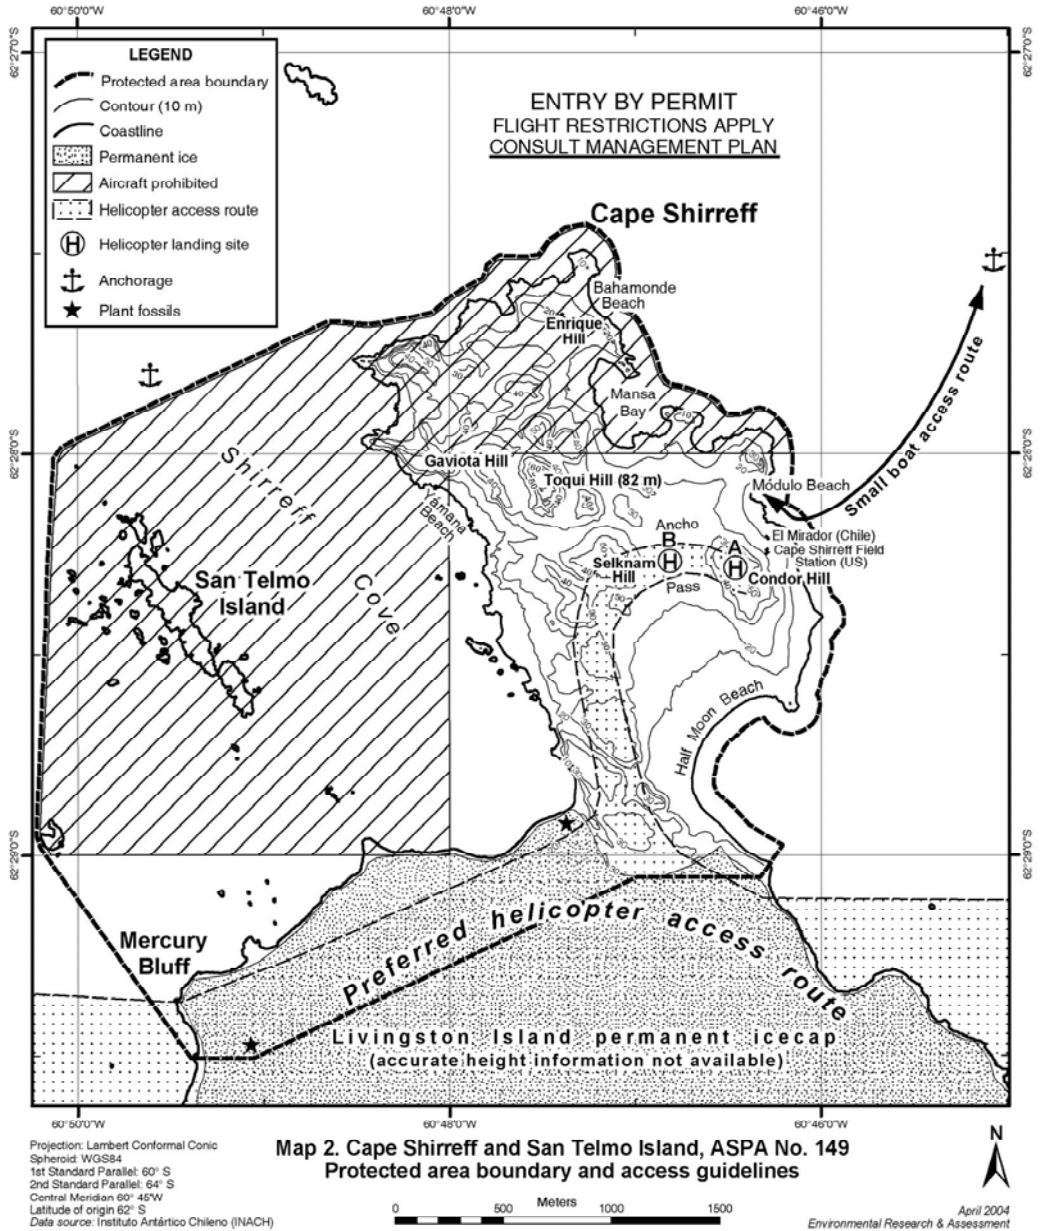 60°50'0"W
60°48'0"W
60°46'0"W
62°27'0"S
62°27'0"S
LEGEND
Protected area boundary
Contour (10 m)
Coastline
Permanent ice
Aircraft prohibited
Helicopter access route
H
Helicopter landing site
Anchorage
Plant fossils
ENTRY BY PERMIT
FLIGHT RESTRICTIONS APPLY
CONSULT MANAGEMENT PLAN
Cape Shirreff
Bahamonde
Beach
Enrique
Hill
Mansa
Bay
62°28'0"S
62°28'0"S
Shirreff
Cove
Gaviota Hill
Toqui Hill (82 m)
Módulo Beach
Small boat access route
Yámana
Beach
Ancho
Pass
El Mirador (Chile)
Cape Shirreff Field
Station (US)
B
H
A
H
Selknam
Hill
Condor Hill
San Telmo
Island
Half Moon Beach
62°29'0"S
62°29'0"S
Mercury
Bluff
Preferred helicopter access route
Livingston Island permanent icecap
(accurate height information not available)
60°50'0"W
60°48'0"W
60°46'0"W
Projection: Lambert Conformal Conic
Spheroid: WGS84
1st Standard Parallel: 60° S
2nd Standard Parallel: 64° S
Central Meridian 60° 45'W
Latitude of origin 62° S
Data source: Instituto Antártico Chileno (INACH)
Map 2. Cape Shirreff and San Telmo Island, ASPA No. 149
Protected area boundary and access guidelines
Meters
0 500 1000 1500
N
April 2004
Environmental Research & Assessment